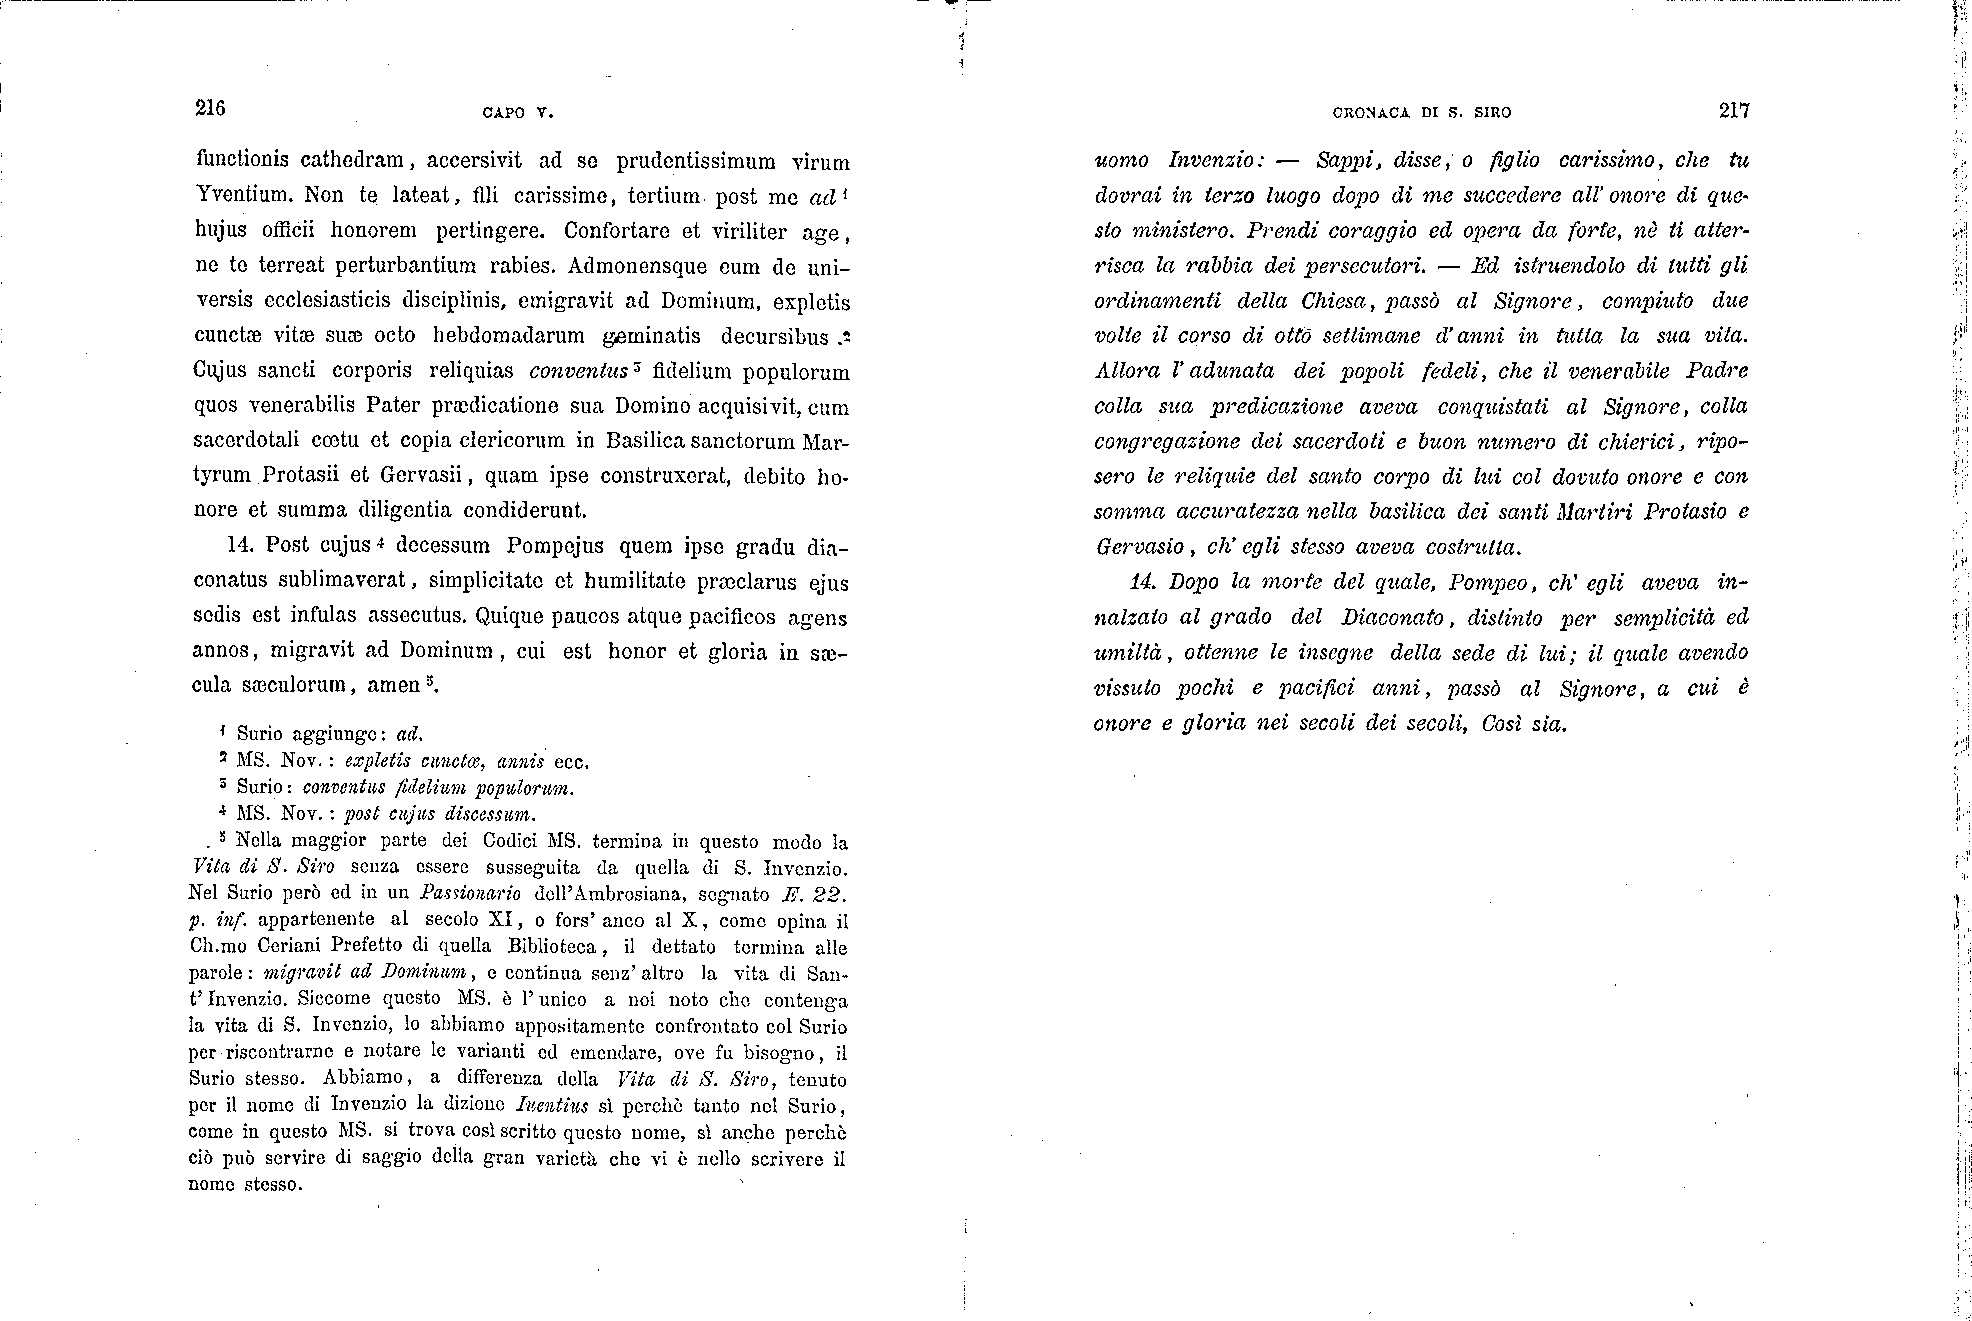 216
CAPO V.
functionis cathedram, accersivit ad se prudentissimum virum
Yventium. Non te lateat, fili carissime, tertium post me ad ¹
hujus officii honorem pertingere. Confortare et viriliter age,
ne te terreat perturbantium rabies. Admonensque eum de uni-
versis ecclesiasticis disciplinis, emigravit ad Dominum, expletis
cunctæ vitæ suæ octo hebdomadarum geminatis decursibus .²
Cujus sancti corporis reliquias conventus ³ fidelium populorum
quos venerabilis Pater prædicatione sua Domino acquisivit, cum
sacerdotali cœtu et copia clericorum in Basilica sanctorum Mar-
tyrum Protasii et Gervasii, quam ipse construxerat, debito ho-
nore et summa diligentia condiderunt.
14. Post cujus ⁴ decessum Pompejus quem ipse gradu dia-
conatus sublimaverat, simplicitate et humilitate præclarus ejus
sedis est infulas assecutus. Quique paucos atque pacificos agens
annos, migravit ad Dominum, cui est honor et gloria in sæ-
cula sæculorum, amen ⁵.
¹ Surio aggiunge: ad.
² MS. Nov. : expletis cunctæ, annis ecc.
³ Surio: conventus fidelium populorum.
⁴ MS. Nov. : post cujus discessum.
⁵ Nella maggior parte dei Codici MS. termina in questo modo la
Vita di S. Siro senza essere susseguita da quella di S. Invenzio.
Nel Surio però ed in un Passionario dell'Ambrosiana, segnato E. 22.
p. inf. appartenente al secolo XI, o fors' anco al X, come opina il
Ch.mo Ceriani Prefetto di quella Biblioteca, il dettato termina alle
parole: migravit ad Dominum, e continua senz' altro la vita di San-
t' Invenzio. Siccome questo MS. è l' unico a noi noto che contenga
la vita di S. Invenzio, lo abbiamo appositamente confrontato col Surio
per riscontrarne e notare le varianti ed emendare, ove fu bisogno, il
Surio stesso. Abbiamo, a differenza della Vita di S. Siro, tenuto
per il nome di Invenzio la dizione Iuentius sì perchè tanto nel Surio,
come in questo MS. si trova così scritto questo nome, sì anche perchè
ciò può servire di saggio della gran varietà che vi è nello scrivere il
nome stesso.
CRONACA DI S. SIRO
217
uomo Invenzio: — Sappi, disse, o figlio carissimo, che tu
dovrai in terzo luogo dopo di me succedere all' onore di que-
sto ministero. Prendi coraggio ed opera da forte, nè ti atter-
risca la rabbia dei persecutori. — Ed istruendolo di tutti gli
ordinamenti della Chiesa, passò al Signore, compiuto due
volte il corso di otto settimane d' anni in tutta la sua vita.
Allora l' adunata dei popoli fedeli, che il venerabile Padre
colla sua predicazione aveva conquistati al Signore, colla
congregazione dei sacerdoti e buon numero di chierici, ripo-
sero le reliquie del santo corpo di lui col dovuto onore e con
somma accuratezza nella basilica dei santi Martiri Protasio e
Gervasio, ch' egli stesso aveva costrutta.
14. Dopo la morte del quale, Pompeo, ch' egli aveva in-
nalzato al grado del Diaconato, distinto per semplicità ed
umiltà, ottenne le insegne della sede di lui; il quale avendo
vissuto pochi e pacifici anni, passò al Signore, a cui è
onore e gloria nei secoli dei secoli, Così sia.